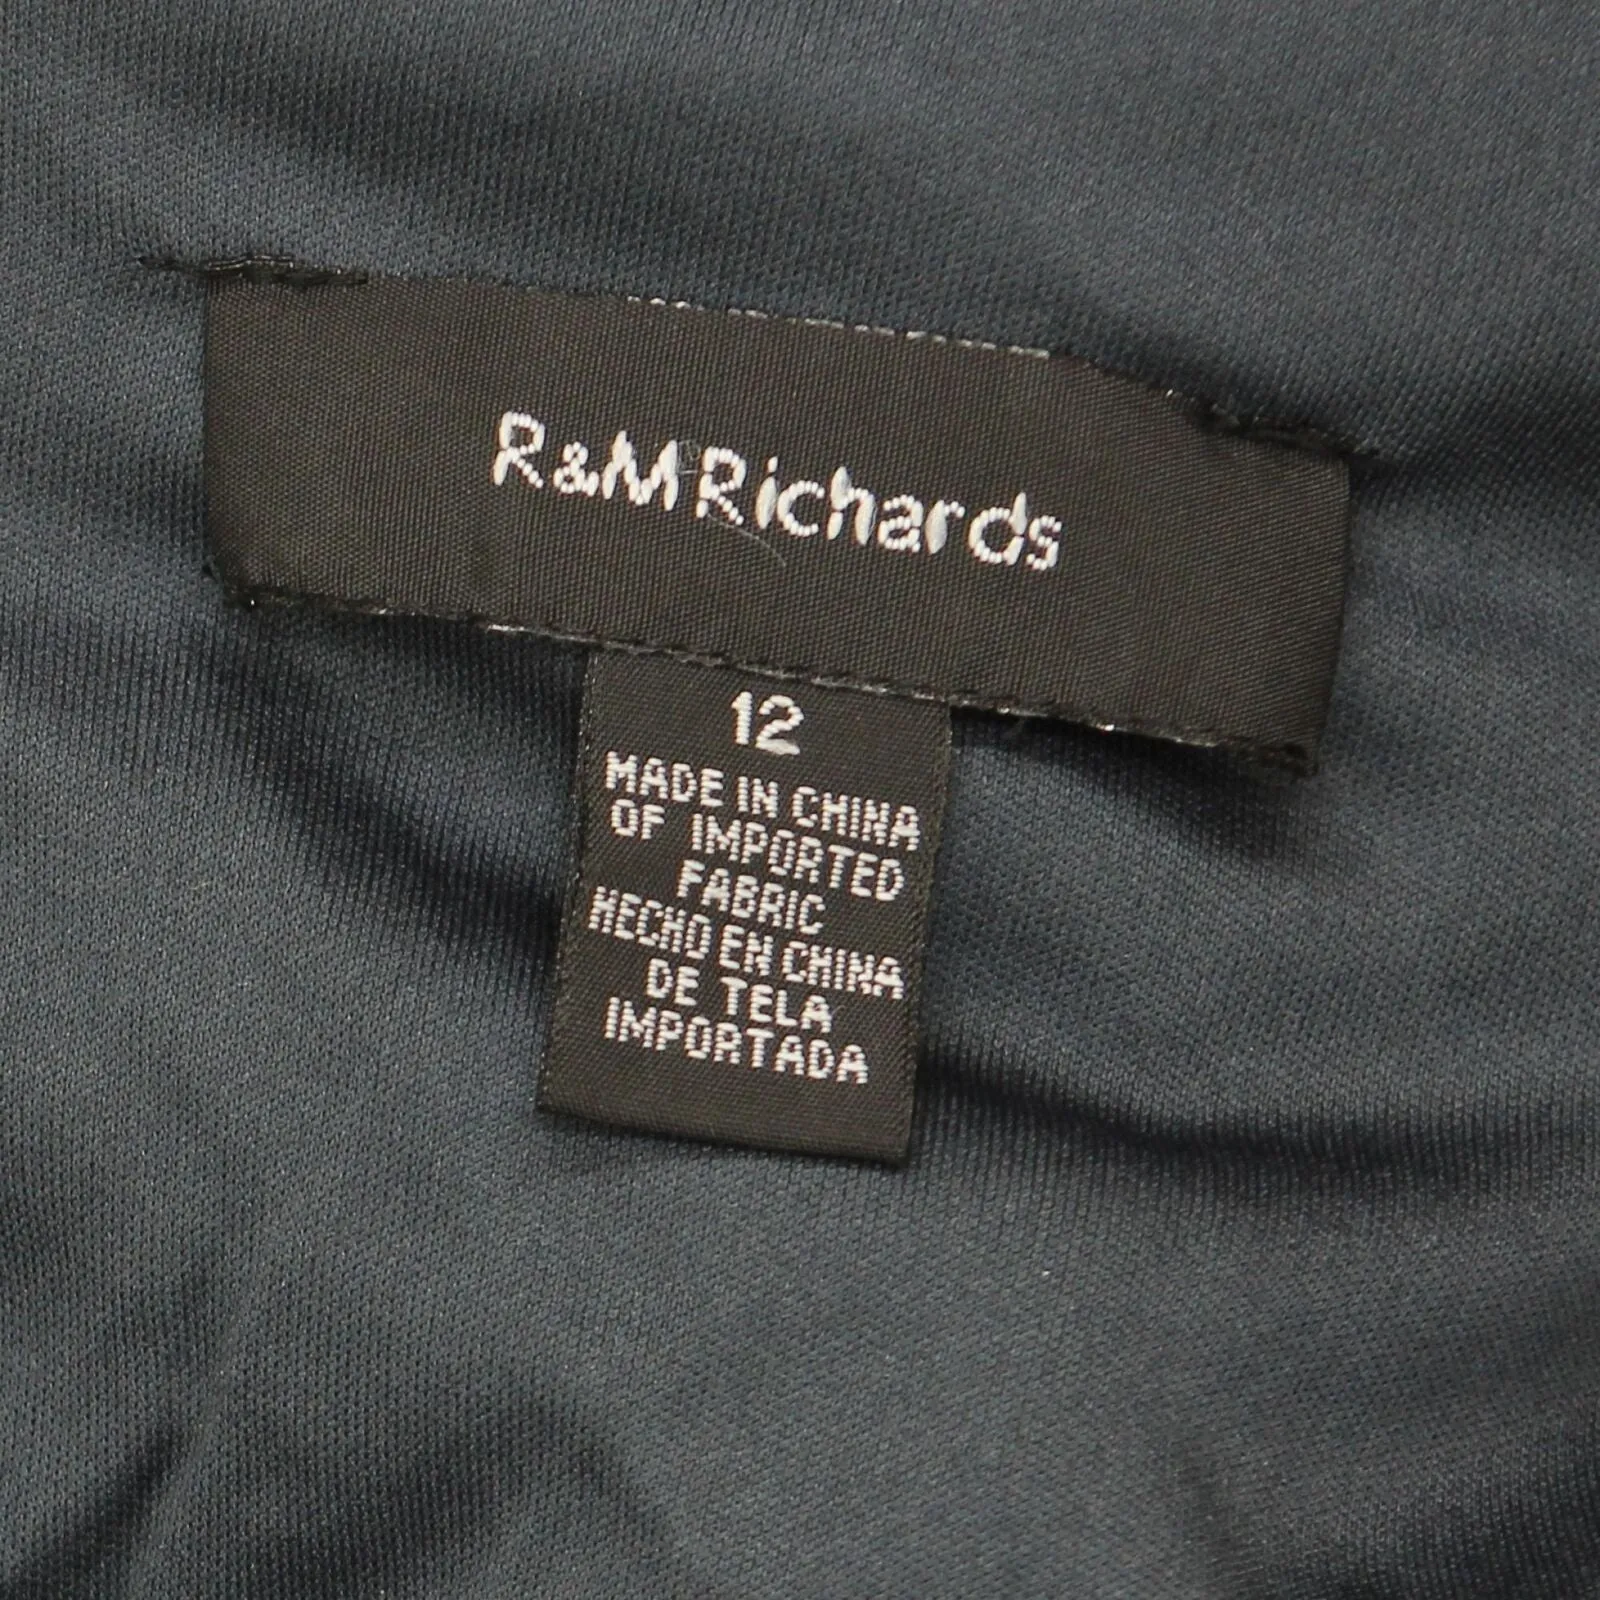 R&M Richards
12
MADE IN CHINA
OF IMPORTED
FABRIC
HECHO EN CHINA
DE TELA
IMPORTADA